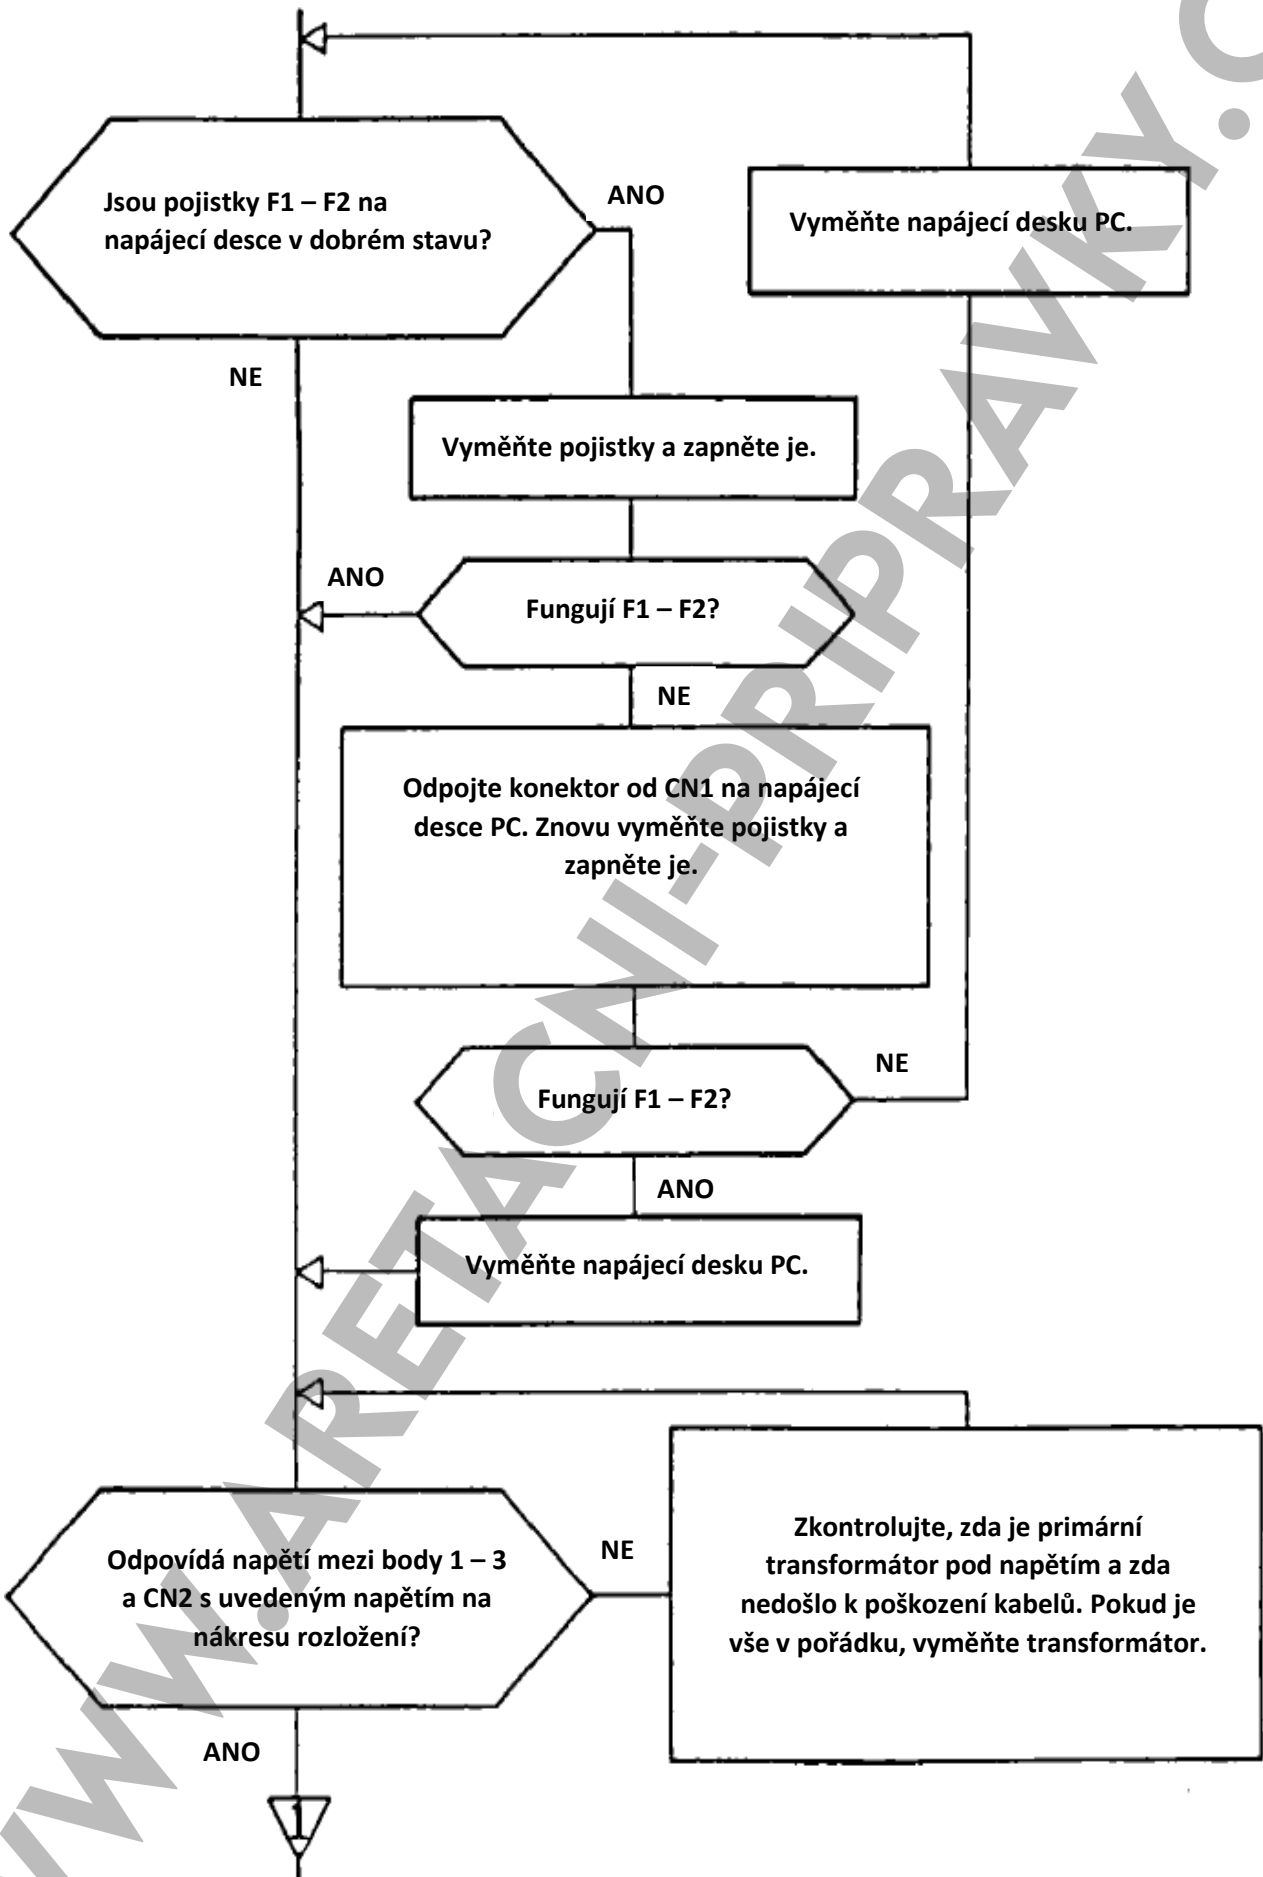 Jsou pojistky F1 – F2 na
napájecí desce v dobrém stavu?
ANO
Vyměňte napájecí desku PC.
NE
Vyměňte pojistky a zapněte je.
ANO
Fungují F1 – F2?
NE
Odpojte konektor od CN1 na napájecí
desce PC. Znovu vyměňte pojistky a
zapněte je.
NE
Fungují F1 – F2?
ANO
Vyměňte napájecí desku PC.
Odpovídá napětí mezi body 1 – 3
a CN2 s uvedeným napětím na
nákresu rozložení?
NE
Zkontrolujte, zda je primární
transformátor pod napětím a zda
nedošlo k poškození kabelů. Pokud je
vše v pořádku, vyměňte transformátor.
ANO
1
WWW.ARETACNI-PRIPRAVKY.C